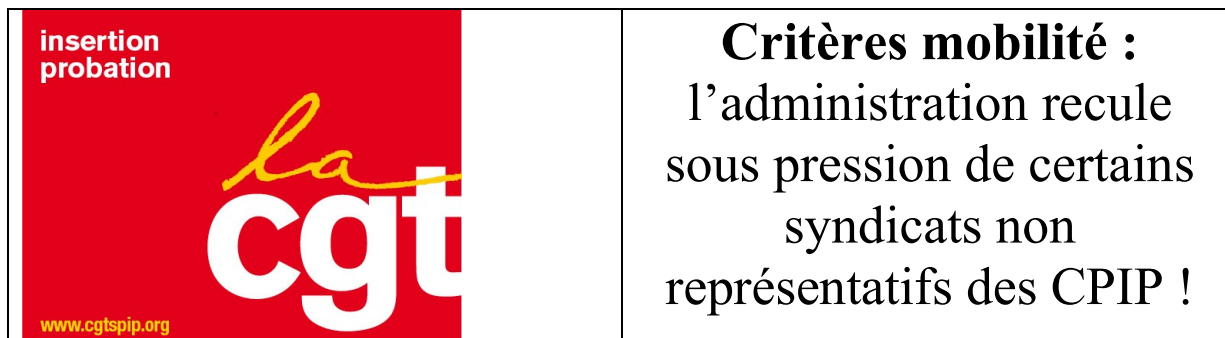 insertion
probation
la
cgt
www.cgtspip.org
Critères mobilité :
l’administration recule
sous pression de certains
syndicats non
représentatifs des CPIP !